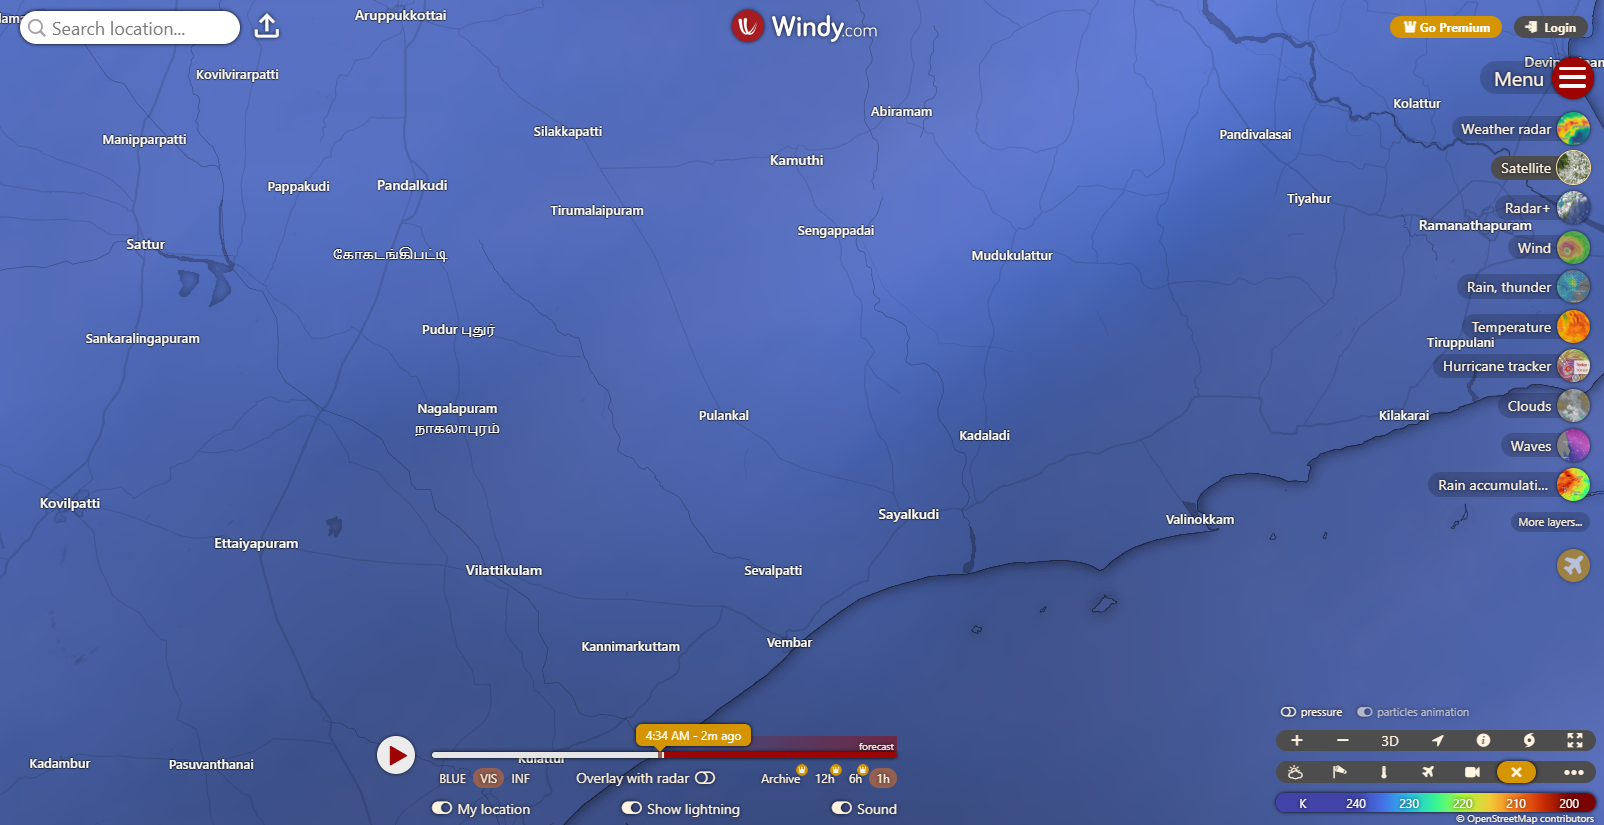 Aruppukkottai
Search location...
Windy.com
Go Premium
Login
Kovilvirarpatti
Menu
Abiramam
Kolattur
Silakkapatti
Weather radar
Manipparpatti
Pandivalasai
Kamuthi
Satellite
Pappakudi
Pandalkudi
Tiyahur
Radar+
Tirumalaipuram
Ramanathapuram
Sengappadai
Sattur
Wind
கோகடங்கிபட்டி
Mudukulattur
Rain, thunder
Temperature
Pudur புதுர்
Sankaralingapuram
Tiruppulani
Hurricane tracker
Clouds
Nagalapuram
நாகலாபுரம்
Pulankal
Kilakarai
Kadaladi
Waves
Rain accumulati...
Kovilpatti
Sayalkudi
Valinokkam
More layers...
Ettaiyapuram
Vilattikulam
Sevalpatti
Kannimarkuttam
Vembar
pressure
particles animation
4:34 AM - 2m ago
forecast
3D
Kulattur
Kadambur
Pasuvanthanai
BLUE VIS INF
Overlay with radar
Archive 12h 6h 1h
My location
Show lightning
Sound
K 240 230 220 210 200
© OpenStreetMap contributors